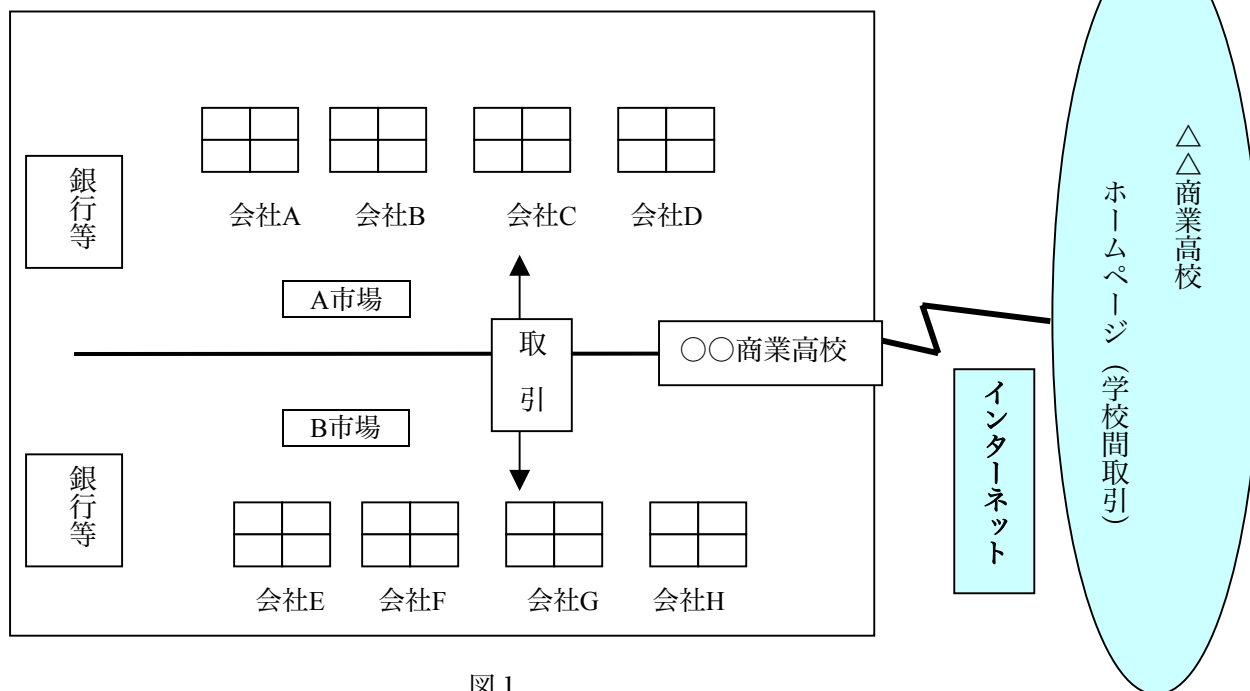 銀行等
会社A
会社B
会社C
会社D
A市場
取引
○○商業高校
B市場
銀行等
会社E
会社F
会社G
会社H
インターネット
△△商業高校
ホームページ（学校間取引）
図１